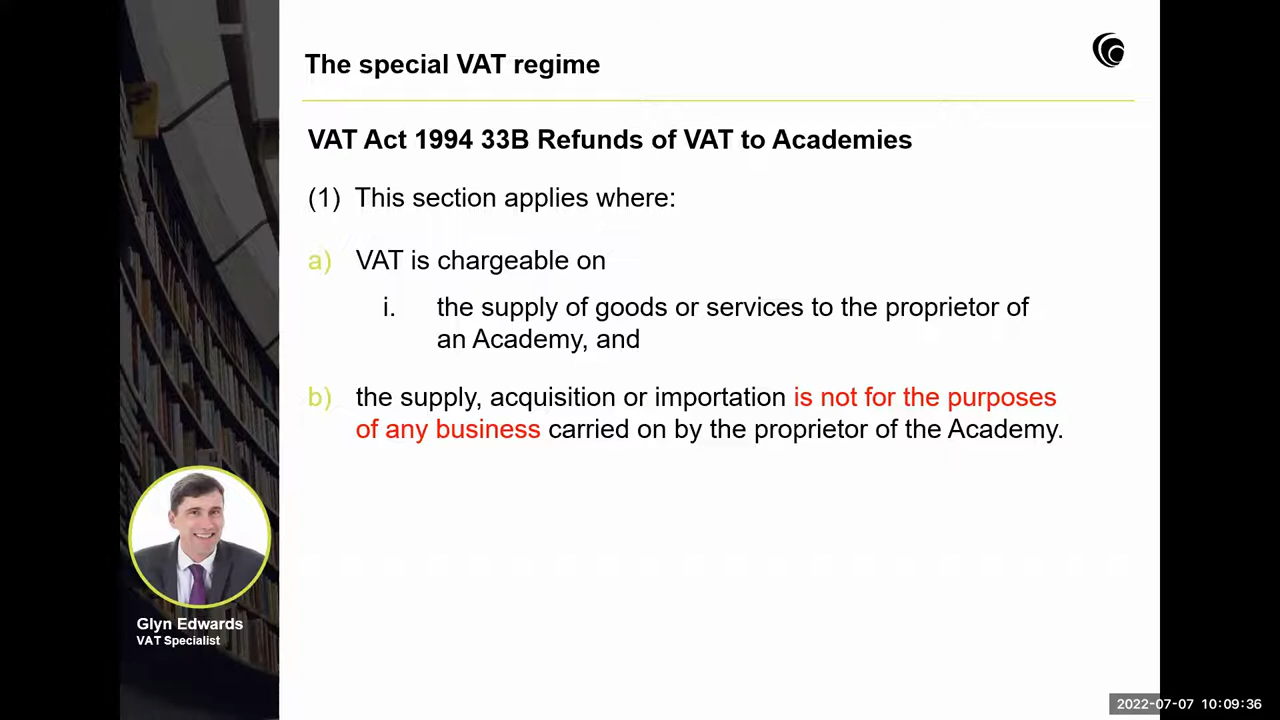 The special VAT regime
VAT Act 1994 33B Refunds of VAT to Academies
(1) This section applies where:
a) VAT is chargeable on
i. the supply of goods or services to the proprietor of
an Academy, and
b) the supply, acquisition or importation is not for the purposes
of any business carried on by the proprietor of the Academy.
Glyn Edwards
VAT Specialist
2022-07-07 10:09:36